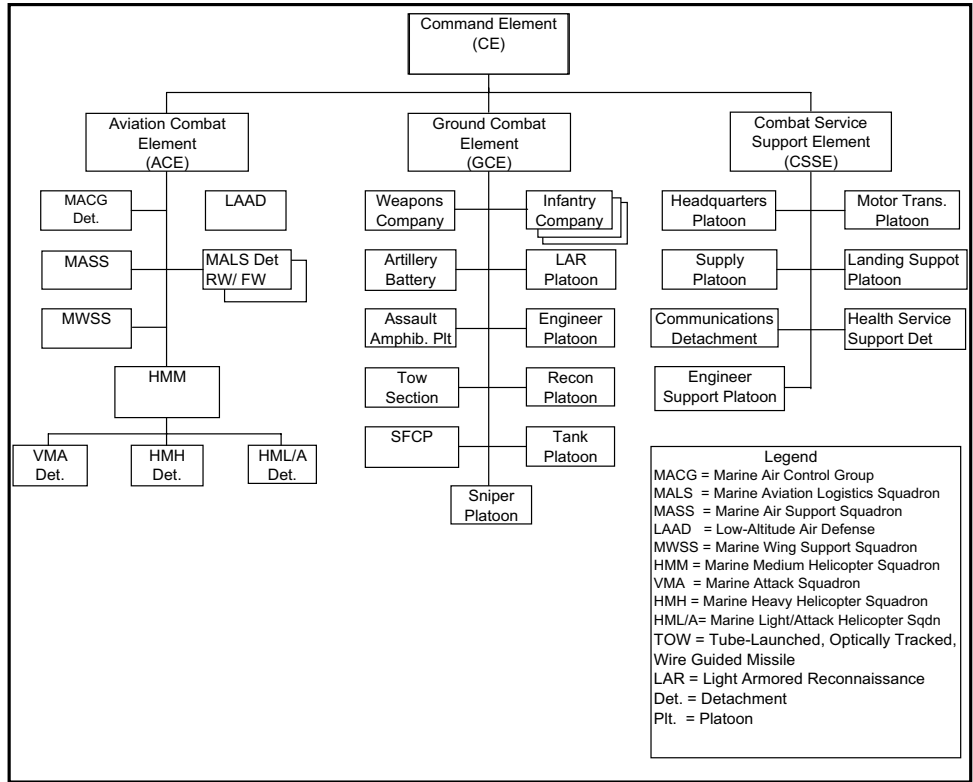 Command Element
(CE)
Aviation Combat
Element
(ACE)
Ground Combat
Element
(GCE)
Combat Service
Support Element
(CSSE)
MACG
Det.
LAAD
MASS
MALS Det
RW/ FW
MWSS
HMM
VMA
Det.
HMH
Det.
HML/A
Det.
Weapons
Company
Infantry
Company
Artillery
Battery
LAR
Platoon
Assault
Amphib. Plt
Engineer
Platoon
Tow
Section
Recon
Platoon
SFCP
Tank
Platoon
Sniper
Platoon
Headquarters
Platoon
Motor Trans.
Platoon
Supply
Platoon
Landing Suppot
Platoon
Communications
Detachment
Health Service
Support Det
Engineer
Support Platoon
Legend
MACG = Marine Air Control Group
MALS = Marine Aviation Logistics Squadron
MASS = Marine Air Support Squadron
LAAD = Low-Altitude Air Defense
MWSS = Marine Wing Support Squadron
HMM = Marine Medium Helicopter Squadron
VMA = Marine Attack Squadron
HMH = Marine Heavy Helicopter Squadron
HML/A= Marine Light/Attack Helicopter Sqdn
TOW = Tube-Launched, Optically Tracked,
Wire Guided Missile
LAR = Light Armored Reconnaissance
Det. = Detachment
Plt. = Platoon